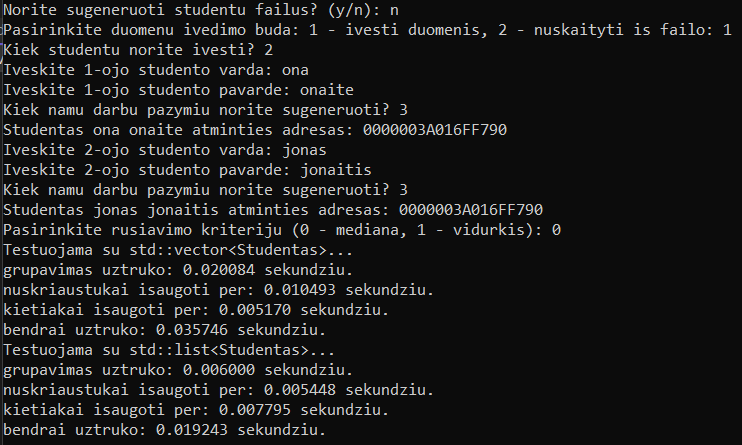 Norite sugeneruoti studentu failus? (y/n): n
Pasirinkite duomenu ivedimo buda: 1 - ivesti duomenis, 2 - nuskaityti is failo: 1
Kiek studentu norite ivesti? 2
Iveskite 1-ojo studento varda: ona
Iveskite 1-ojo studento pavarde: onaite
Kiek namu darbu pazymiu norite sugeneruoti? 3
Studentas ona onaite atminties adresas: 0000003A016FF790
Iveskite 2-ojo studento varda: jonas
Iveskite 2-ojo studento pavarde: jonaitis
Kiek namu darbu pazymiu norite sugeneruoti? 3
Studentas jonas jonaitis atminties adresas: 0000003A016FF790
Pasirinkite rusiavimo kriteriju (0 - mediana, 1 - vidurkis): 0
Testuojama su std::vector<Studentas>...
grupavimas uztruko: 0.020084 sekundziu.
nuskriaustukai isaugoti per: 0.010493 sekundziu.
kietiakai isaugoti per: 0.005170 sekundziu.
bendrai uztruko: 0.035746 sekundziu.
Testuojama su std::list<Studentas>...
grupavimas uztruko: 0.006000 sekundziu.
nuskriaustukai isaugoti per: 0.005448 sekundziu.
kietiakai isaugoti per: 0.007795 sekundziu.
bendrai uztruko: 0.019243 sekundziu.